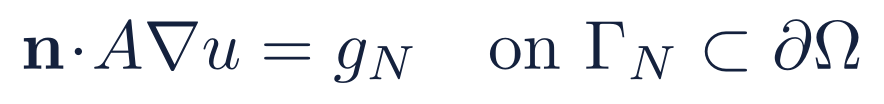 𝐧·A∇u = g_N on Γ_N ⊂ ∂Ω